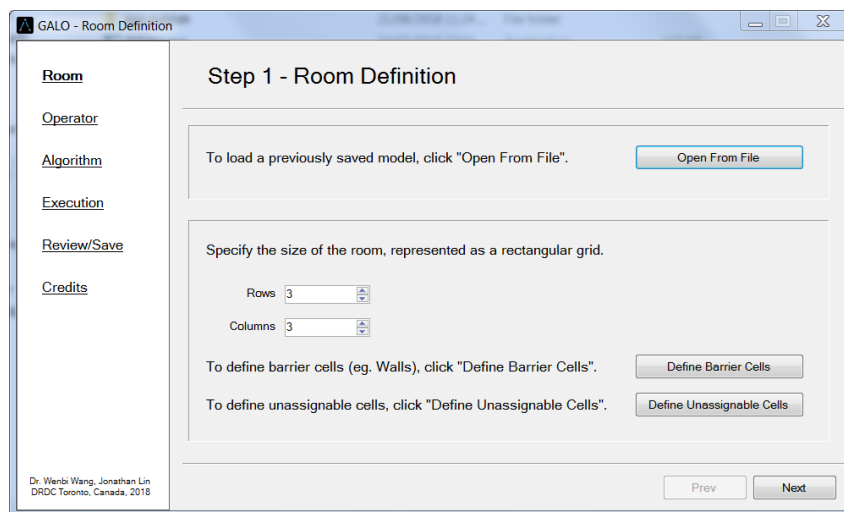 GALO - Room Definition
Room
Operator
Algorithm
Execution
Review/Save
Credits
Dr. Wenbi Wang, Jonathan Lin
DRDC Toronto, Canada, 2018
Step 1 - Room Definition
To load a previously saved model, click "Open From File".
Open From File
Specify the size of the room, represented as a rectangular grid.
Rows 3
Columns 3
To define barrier cells (eg. Walls), click "Define Barrier Cells".
Define Barrier Cells
To define unassignable cells, click "Define Unassignable Cells".
Define Unassignable Cells
Prev
Next